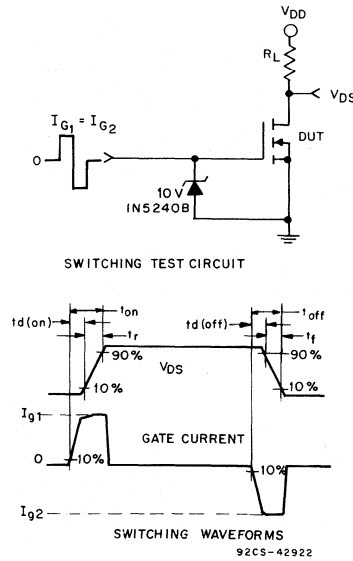 VDD
RL
VDS
IG1 = IG2
DUT
0
10 V
1N5240B
SWITCHING TEST CIRCUIT
ton
toff
td(on)
tr
td(off)
tf
90%
90%
VDS
10%
10%
Ig1
GATE CURRENT
0
10%
10%
Ig2
SWITCHING WAVEFORMS
92CS-42922